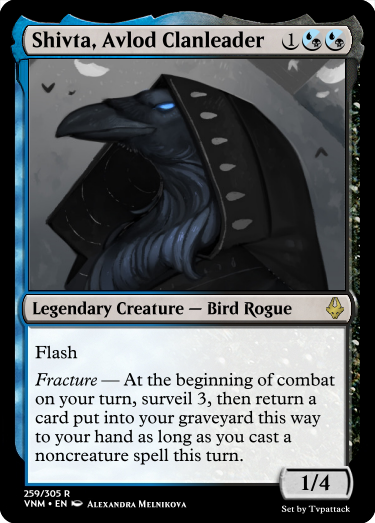 Shivta, Avlod Clanleader 1
Legendary Creature — Bird Rogue
Flash
Fracture — At the beginning of combat
on your turn, surveil 3, then return a
card put into your graveyard this way
to your hand as long as you cast a
noncreature spell this turn.
1/4
259/305 R
VNM • EN Alexandra Melnikova
Set by Tvpattack